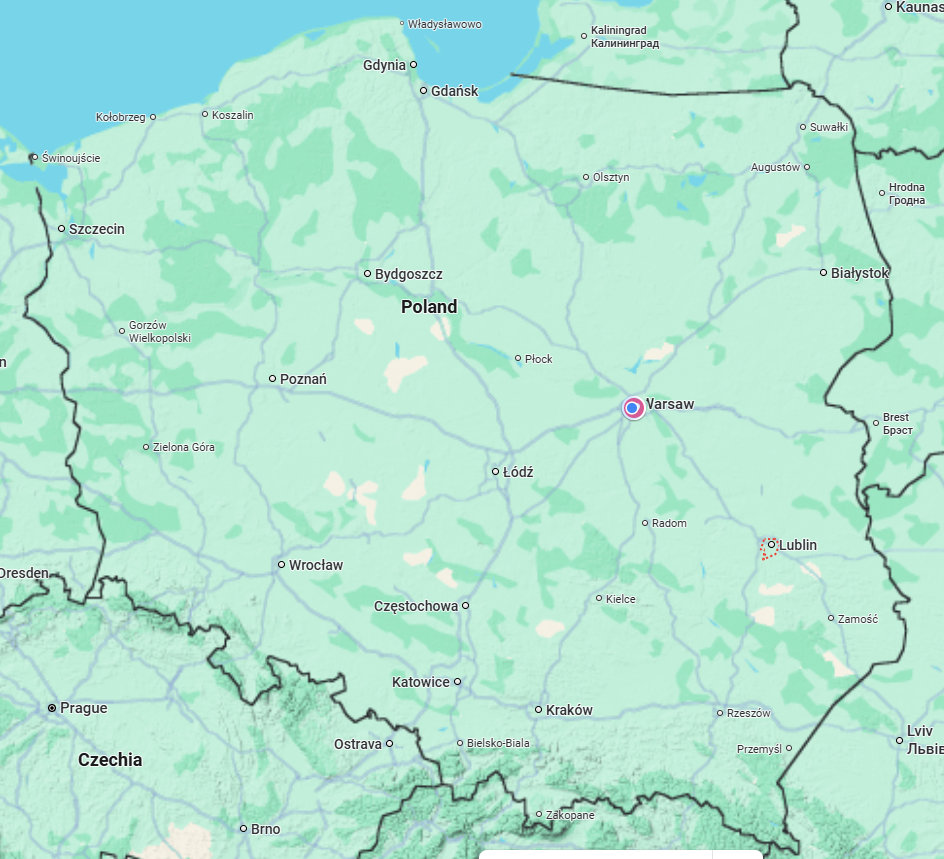 Kaunas
Władysławowo
Kaliningrad
Калининград
Gdynia
Gdańsk
Kołobrzeg
Koszalin
Suwałki
Świnoujście
Augustów
Olsztyn
Hrodna
Гродна
Szczecin
Bydgoszcz
Białystok
Poland
Gorzów
Wielkopolski
n
Płock
Poznań
Warsaw
Brest
Брэст
Zielona Góra
Łódź
Radom
Lublin
Wrocław
Dresden
Częstochowa
Kielce
Zamość
Katowice
Prague
Kraków
Rzeszów
Lviv
Львів
Ostrava
Bielsko-Biala
Przemyśl
Czechia
Zakopane
Brno